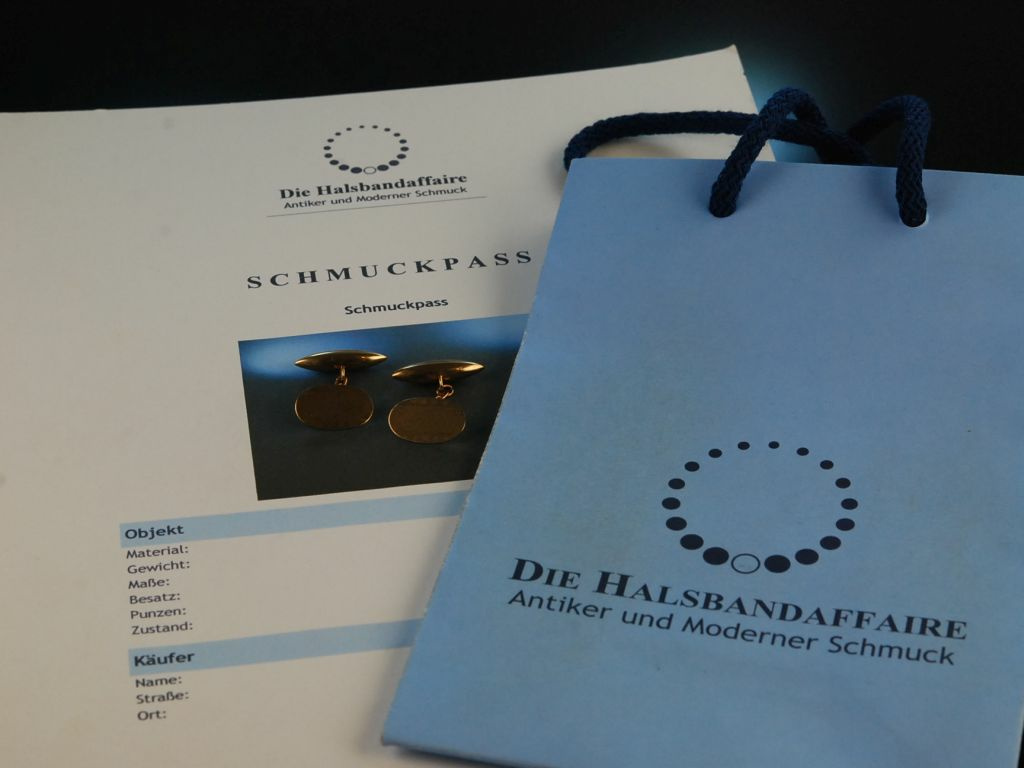 Die Halsbandaffaire
Antiker und Moderner Schmuck
SCHMUCKPASS
Schmuckpass
Objekt
Material:
Gewicht:
Maße:
Besatz:
Punzen:
Zustand:
Käufer
Name:
Straße:
Ort:
DIE HALSBANDAFFAIRE
Antiker und Moderner Schmuck